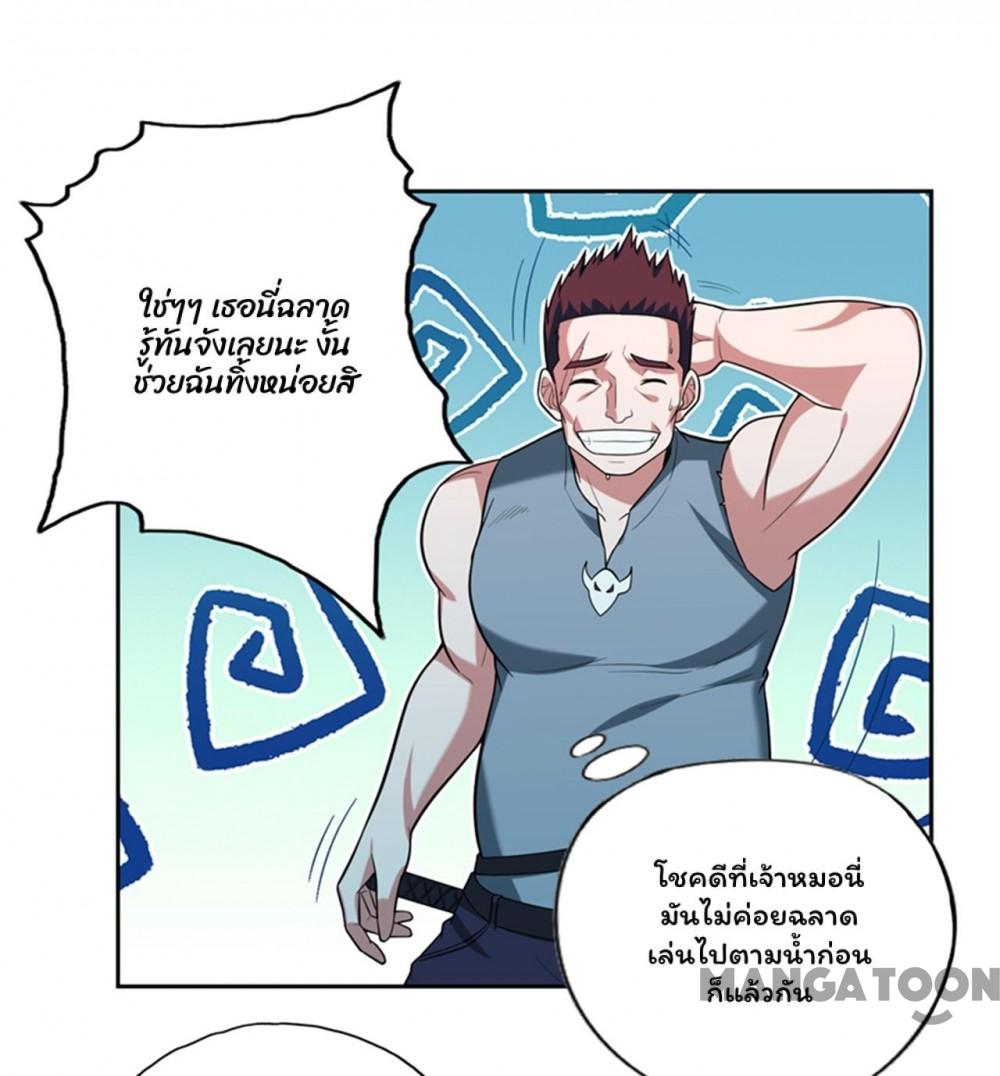 ใช่ๆๆ เธอนี่ฉลาด
รู้ทันจังเลยนะ งั้น
ช่วยฉันทิ้งหน่อยสิ
โชคดีที่เจ้าหมอนี่
มันไม่ค่อยฉลาด
เล่นไปตามน้ำก่อน
ก็แล้วกัน
MANGATOON